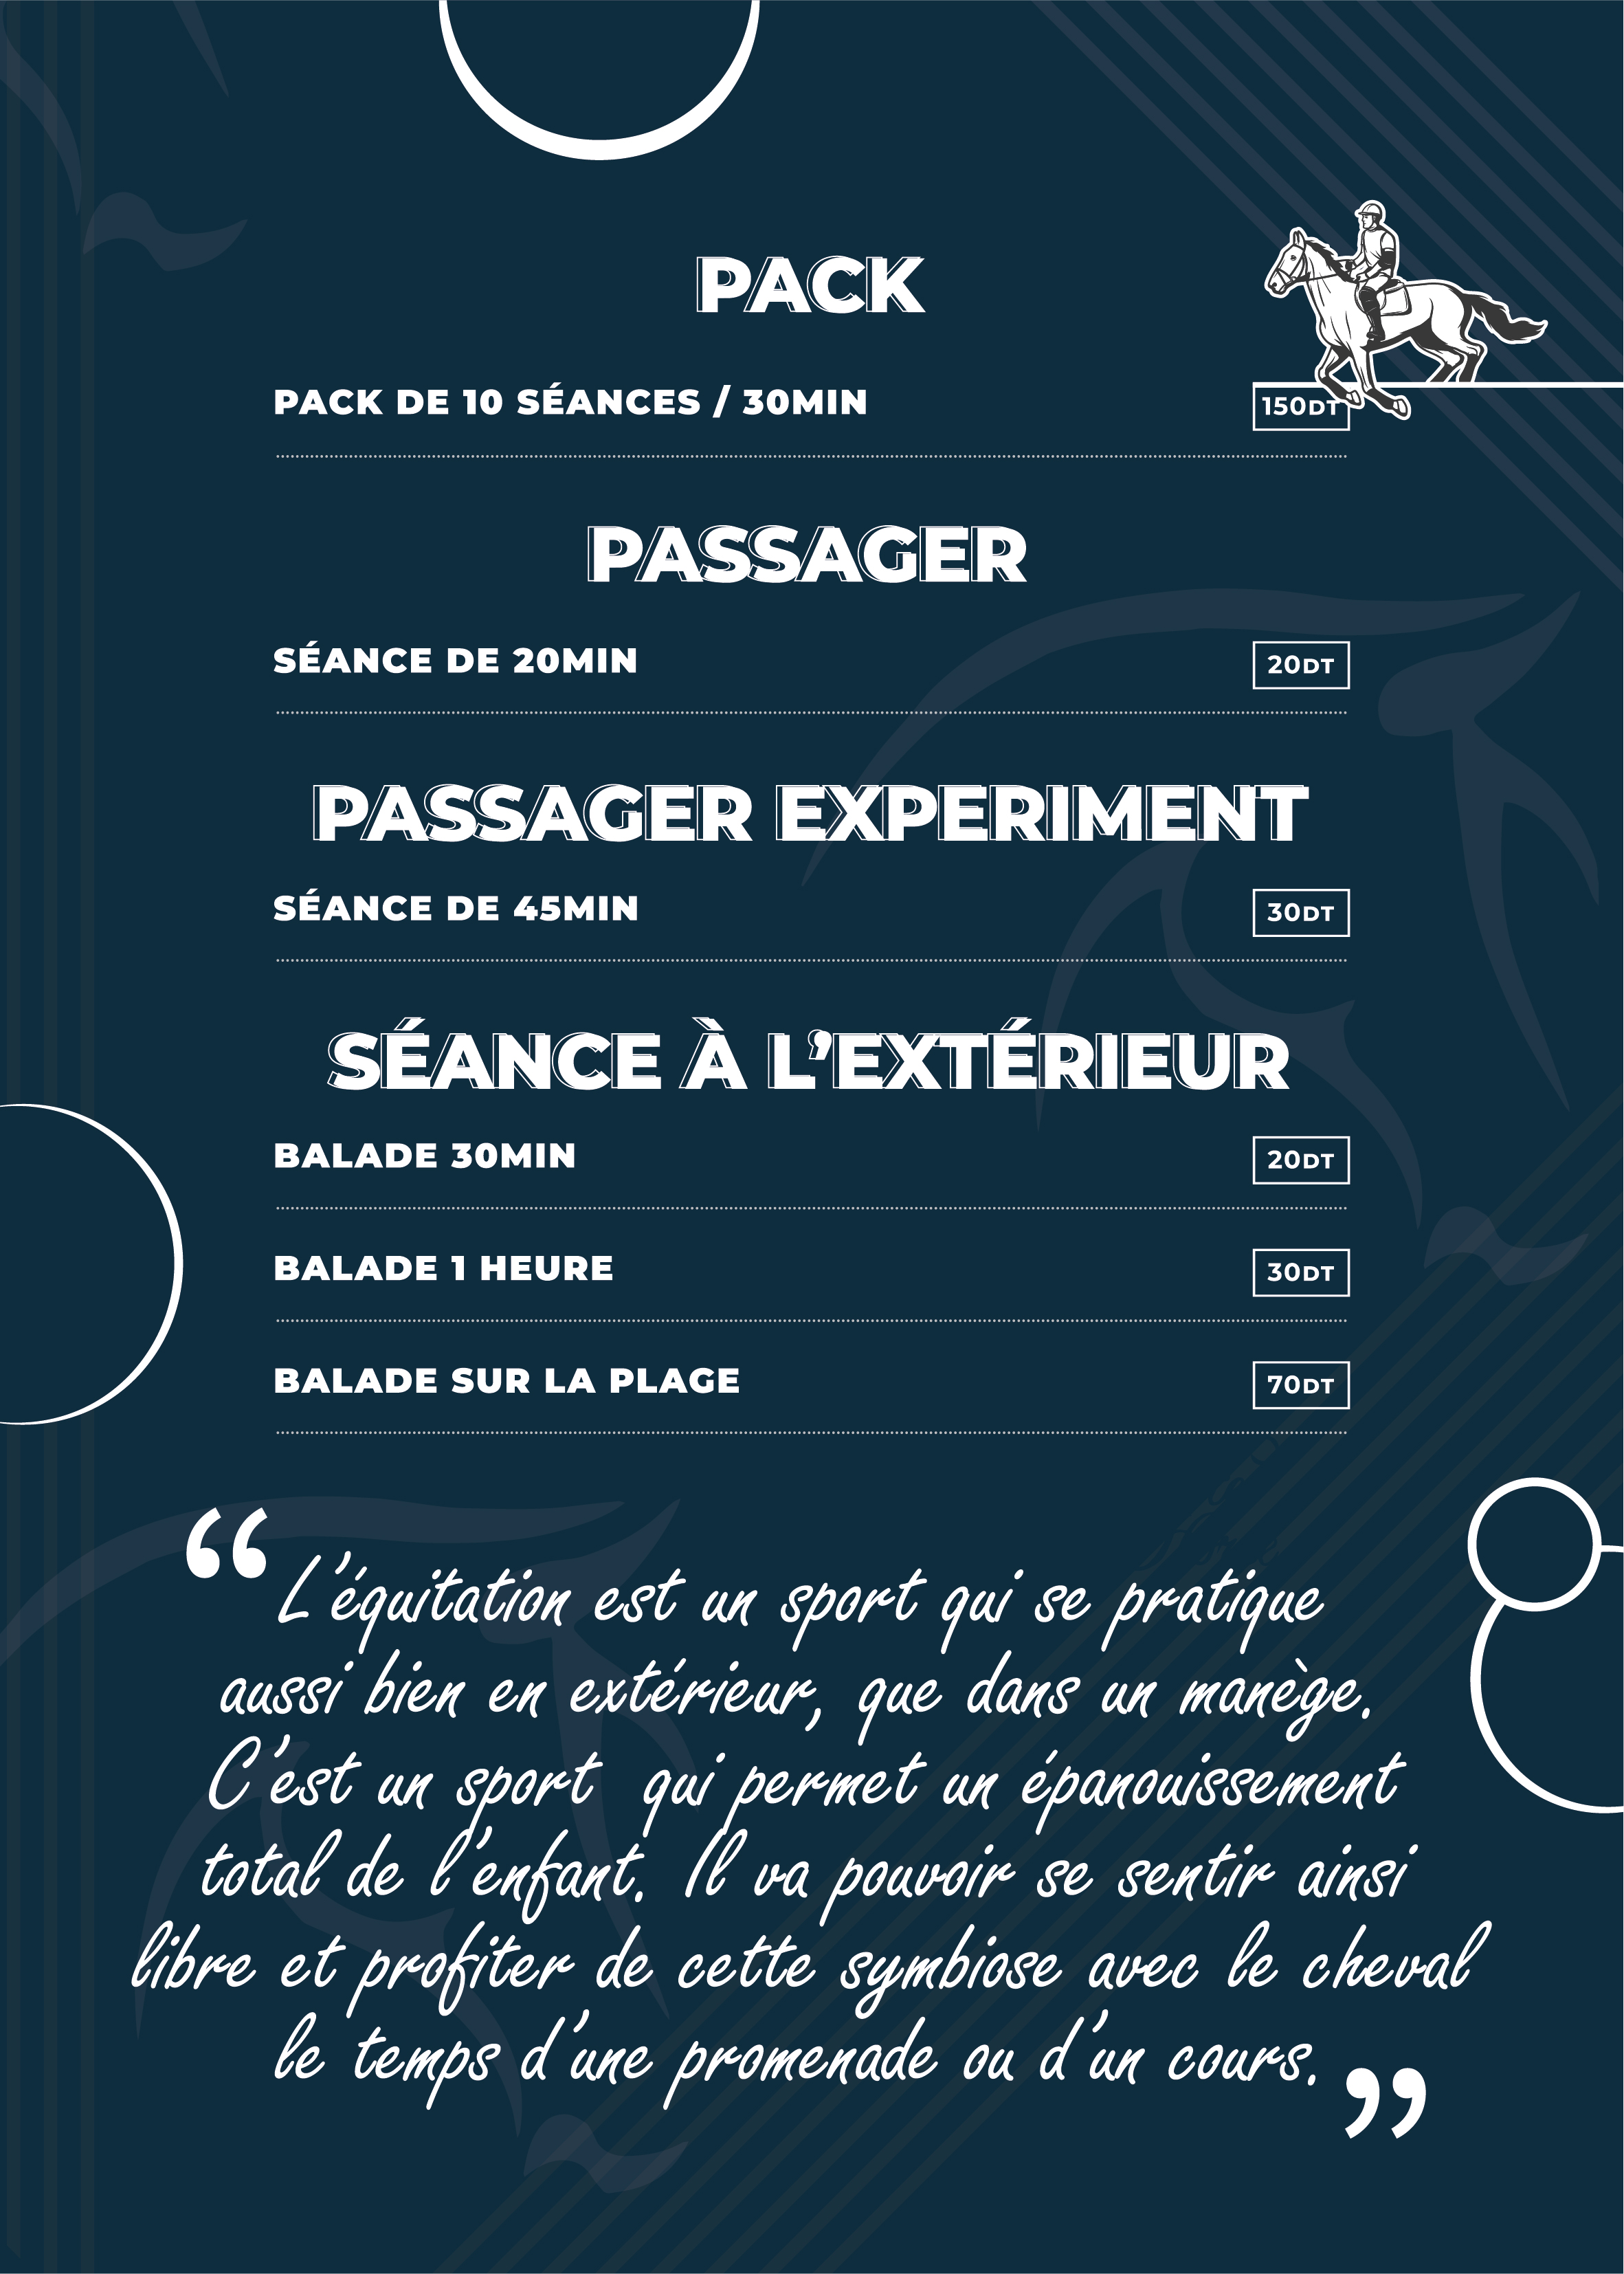 PACK
PACK DE 10 SÉANCES / 30MIN 150DT
PASSAGER
SÉANCE DE 20MIN 20DT
PASSAGER EXPERIMENT
SÉANCE DE 45MIN 30DT
SÉANCE À L’EXTÉRIEUR
BALADE 30MIN 20DT
BALADE 1 HEURE 30DT
BALADE SUR LA PLAGE 70DT
“ L’équitation est un sport qui se pratique
aussi bien en extérieur, que dans un manège.
C’est un sport qui permet un épanouissement
total de l’enfant. Il va pouvoir se sentir ainsi
libre et profiter de cette symbiose avec le cheval
le temps d’une promenade ou d’un cours. ”